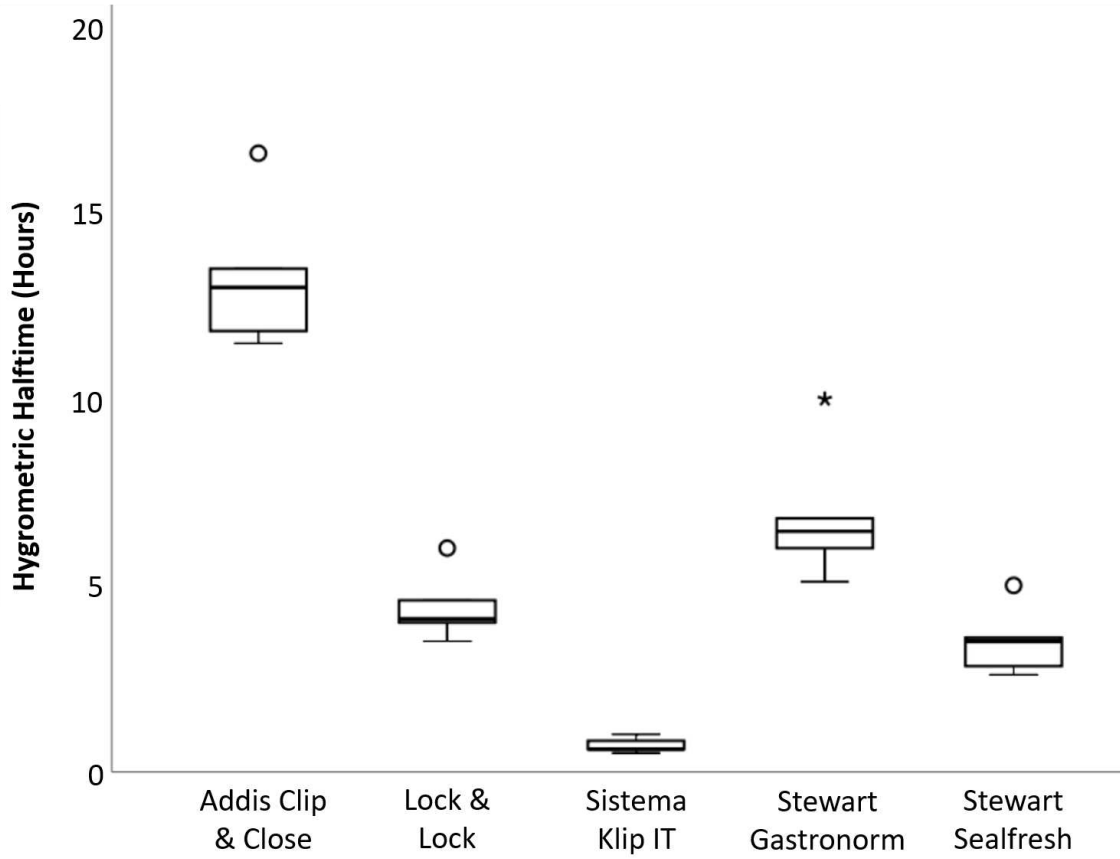 Hygrometric Halftime (Hours)
20
15
10
5
0
Addis Clip
& Close
Lock &
Lock
Sistema
Klip IT
Stewart
Gastronorm
Stewart
Sealfresh